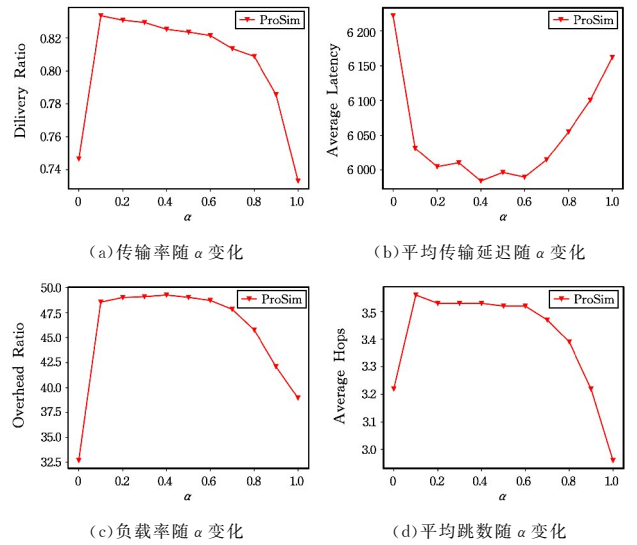 ProSim
0.82
0.80
0.78
0.76
0.74
Dilivery Ratio
0 0.2 0.4 0.6 0.8 1.0
α
(a)传输率随 α 变化
ProSim
6 200
6 150
6 100
6 050
6 000
Average Latency
0 0.2 0.4 0.6 0.8 1.0
α
(b)平均传输延迟随 α 变化
ProSim
50.0
47.5
45.0
42.5
40.0
37.5
35.0
32.5
Overhead Ratio
0 0.2 0.4 0.6 0.8 1.0
α
(c)负载率随 α 变化
ProSim
3.5
3.4
3.3
3.2
3.1
3.0
Average Hops
0 0.2 0.4 0.6 0.8 1.0
α
(d)平均跳数随 α 变化